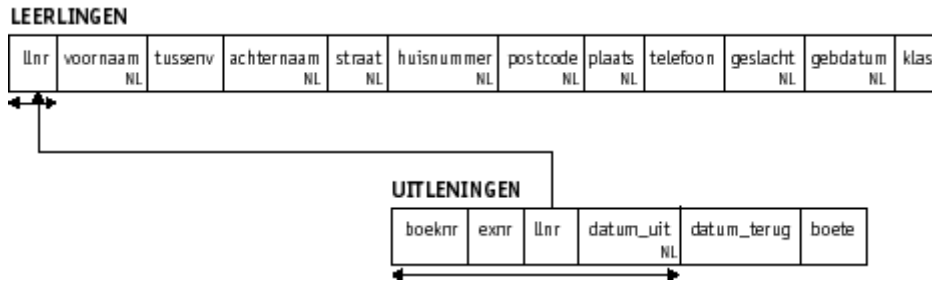 LEERLINGEN
llnr voornaam tussenv achternaam straat huisnummer postcode plaats telefoon geslacht gebdatum klas
NL NL NL NL NL NL NL NL
UITLENINGEN
boeknr exnr llnr datum_uit datum_terug boete
NL